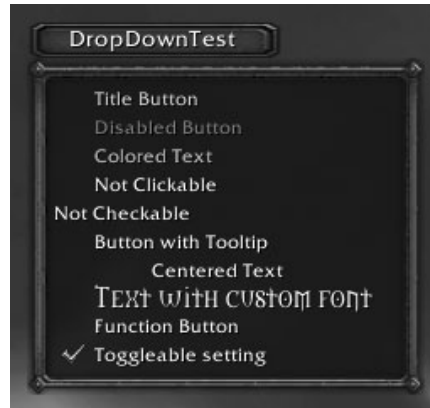 DropDownTest
Title Button
Disabled Button
Colored Text
Not Clickable
Not Checkable
Button with Tooltip
Centered Text
Text with custom font
Function Button
Toggleable setting